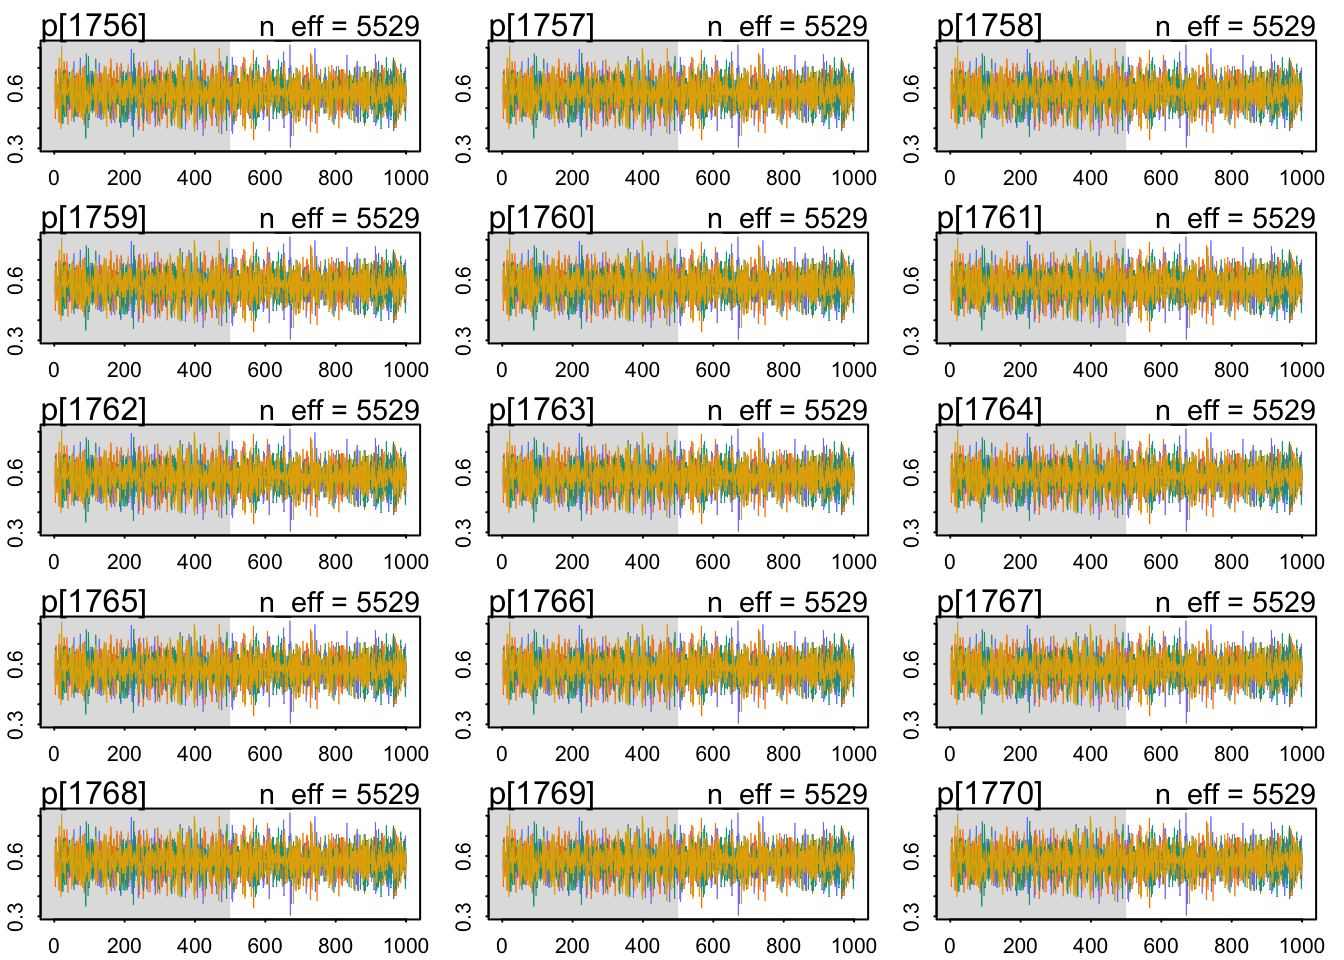 p[1756] n_eff = 5529 p[1757] n_eff = 5529 p[1758] n_eff = 5529
0.3 0.6 0.3 0.6 0.3 0.6
0 200 400 600 800 1000 0 200 400 600 800 1000 0 200 400 600 800 1000
p[1759] n_eff = 5529 p[1760] n_eff = 5529 p[1761] n_eff = 5529
0.3 0.6 0.3 0.6 0.3 0.6
0 200 400 600 800 1000 0 200 400 600 800 1000 0 200 400 600 800 1000
p[1762] n_eff = 5529 p[1763] n_eff = 5529 p[1764] n_eff = 5529
0.3 0.6 0.3 0.6 0.3 0.6
0 200 400 600 800 1000 0 200 400 600 800 1000 0 200 400 600 800 1000
p[1765] n_eff = 5529 p[1766] n_eff = 5529 p[1767] n_eff = 5529
0.3 0.6 0.3 0.6 0.3 0.6
0 200 400 600 800 1000 0 200 400 600 800 1000 0 200 400 600 800 1000
p[1768] n_eff = 5529 p[1769] n_eff = 5529 p[1770] n_eff = 5529
0.3 0.6 0.3 0.6 0.3 0.6
0 200 400 600 800 1000 0 200 400 600 800 1000 0 200 400 600 800 1000